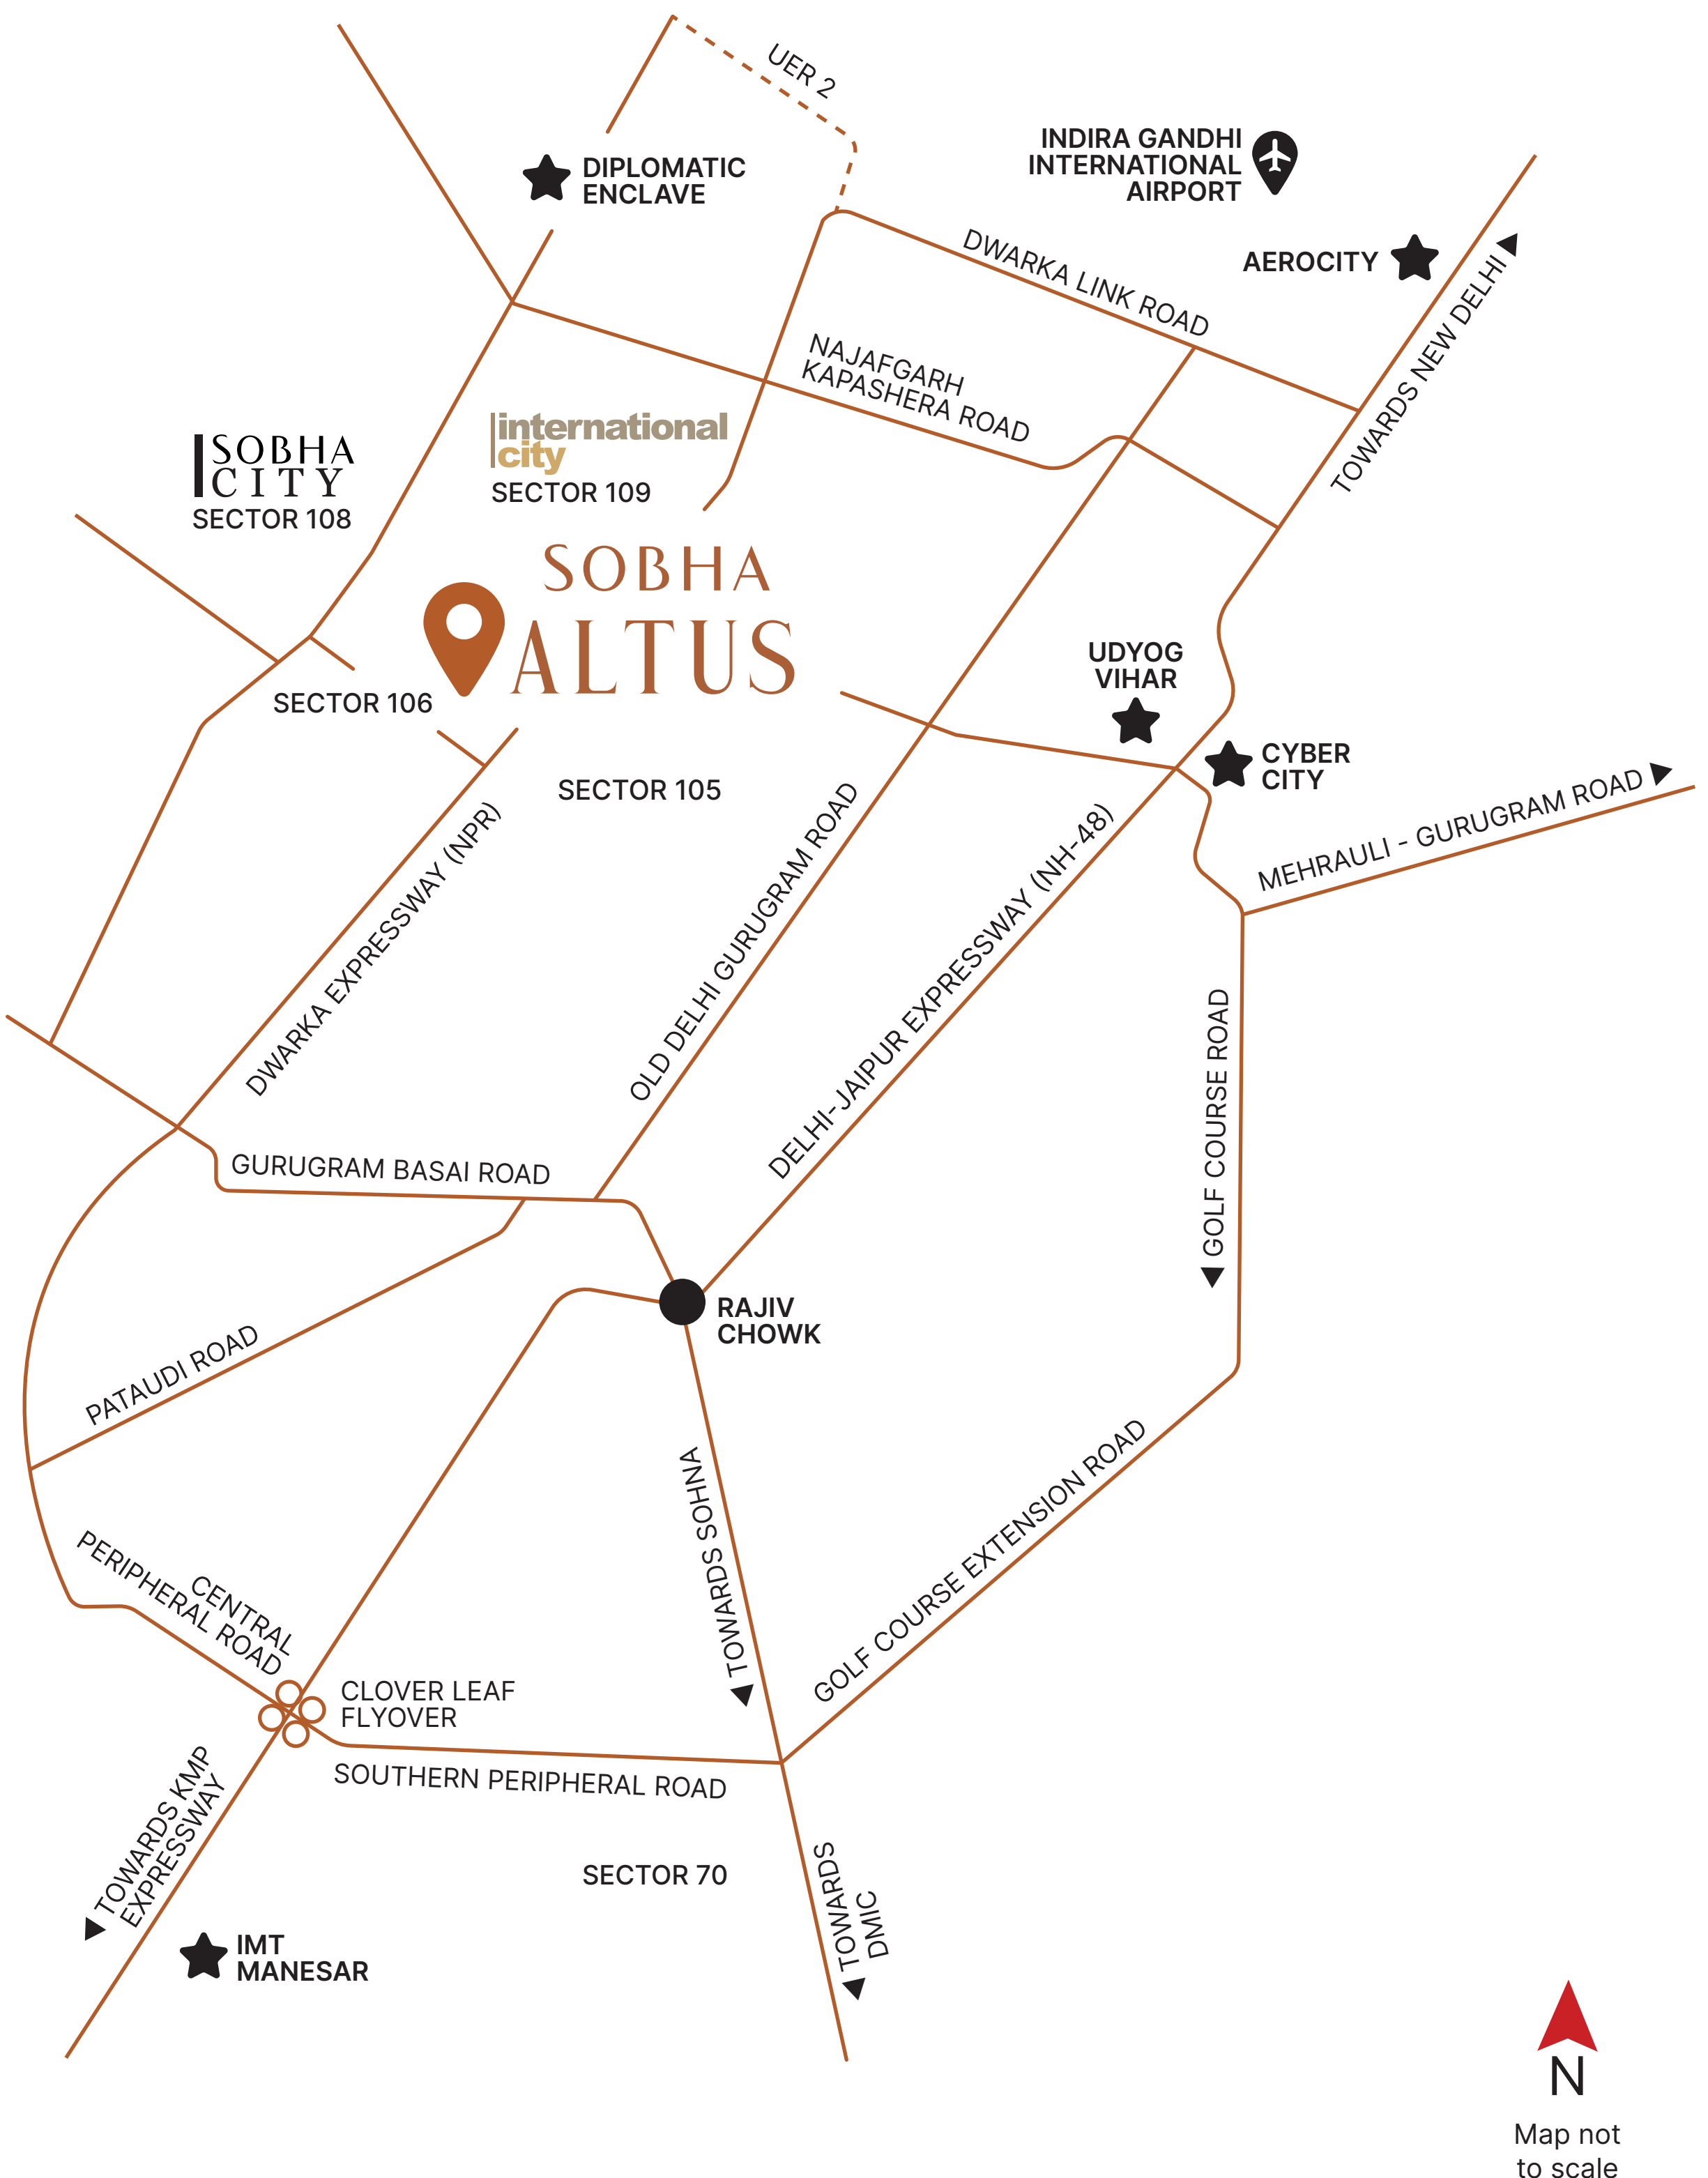 UER 2
DIPLOMATIC
ENCLAVE
INDIRA GANDHI
INTERNATIONAL
AIRPORT
AEROCITY
DWARKA LINK ROAD
TOWARDS NEW DELHI
NAJAFGARH
KAPASHERA ROAD
SOBHA
CITY
SECTOR 108
international
city
SECTOR 109
SOBHA
ALTUS
SECTOR 106
SECTOR 105
UDYOG
VIHAR
CYBER
CITY
MEHRAULI - GURUGRAM ROAD
DWARKA EXPRESSWAY (NPR)
OLD DELHI GURUGRAM ROAD
DELHI-JAIPUR EXPRESSWAY (NH-48)
GOLF COURSE ROAD
GURUGRAM BASAI ROAD
RAJIV
CHOWK
PATAUDI ROAD
TOWARDS SOHNA
GOLF COURSE EXTENSION ROAD
CENTRAL
PERIPHERAL ROAD
CLOVER LEAF
FLYOVER
SOUTHERN PERIPHERAL ROAD
TOWARDS KMP
EXPRESSWAY
SECTOR 70
TOWARDS
DMIC
IMT
MANESAR
N
Map not
to scale